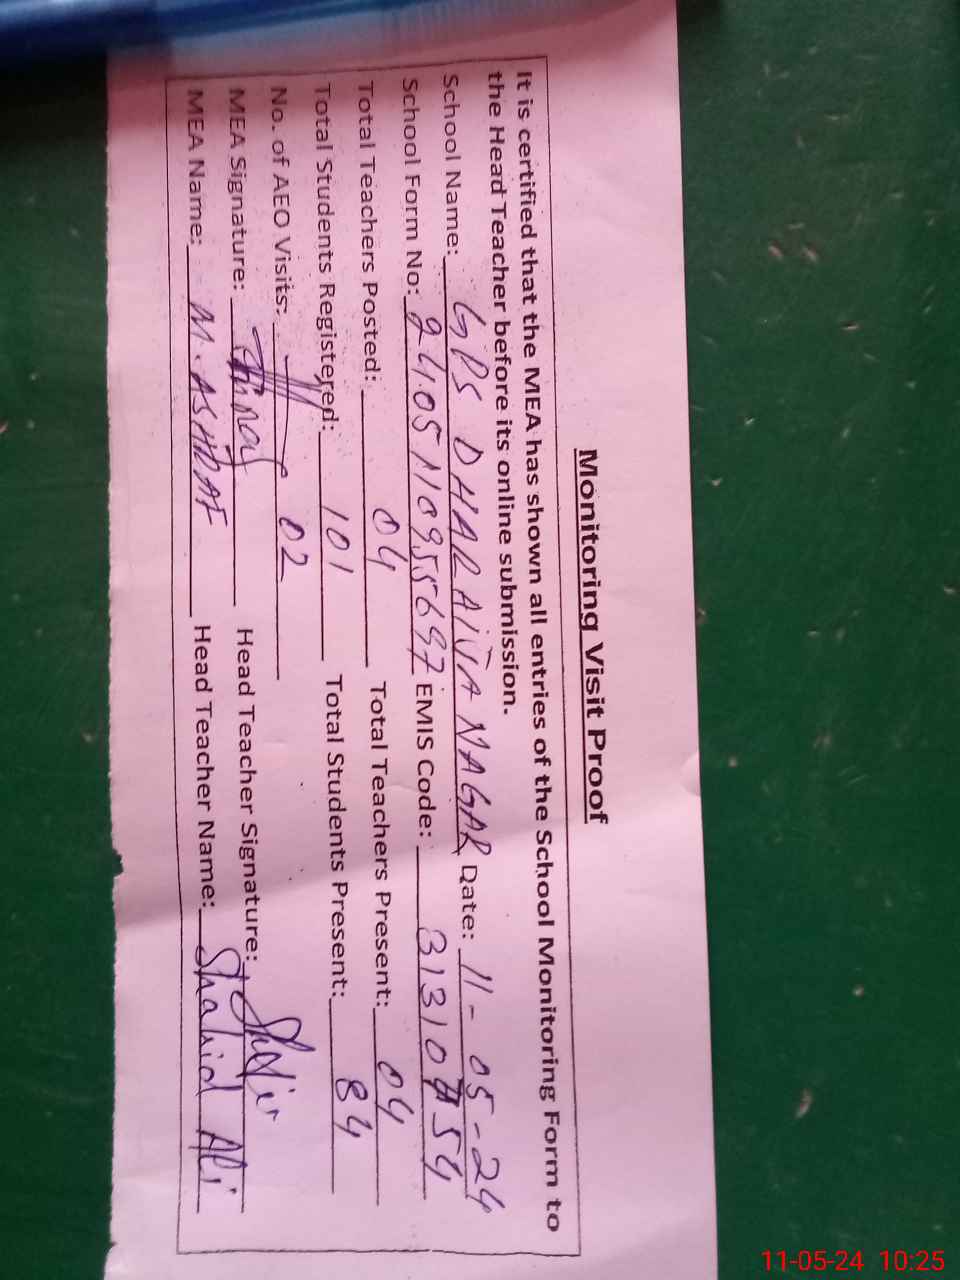 Monitoring Visit Proof
It is certified that the MEA has shown all entries of the School Monitoring Form to
the Head Teacher before its online submission.
School Name: GPS DHARAIJA NAGAR Date: 11-05-24
School Form No: EMIS Code:
Total Teachers Posted: 04 Total Teachers Present: 04
Total Students Registered: 101 Total Students Present: 84
No. of AEO Visits: 02
MEA Signature: Head Teacher Signature:
MEA Name: M. ASHRAF Head Teacher Name: Shahid Ali
11-05-24 10:25